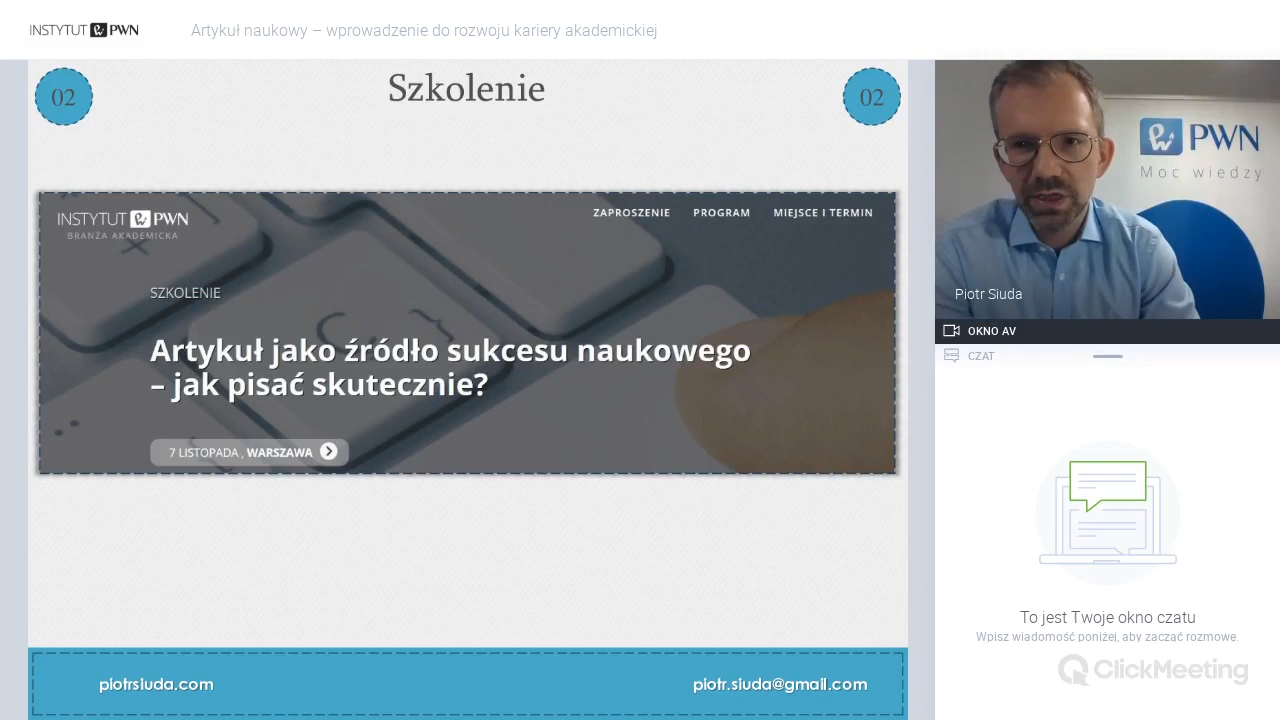 INSTYTUT PWN
Artykuł naukowy – wprowadzenie do rozwoju kariery akademickiej
02
Szkolenie
02
INSTYTUT PWN
BRANŻA AKADEMICKA
ZAPROSZENIE
PROGRAM
MIEJSCE I TERMIN
SZKOLENIE
Artykuł jako źródło sukcesu naukowego
– jak pisać skutecznie?
7 LISTOPADA, WARSZAWA
piotrsiuda.com
piotr.siuda@gmail.com
PWN
Moc wiedzy
Piotr Siuda
OKNO AV
CZAT
To jest Twoje okno czatu
Wpisz wiadomość poniżej, aby zacząć rozmowę.
ClickMeeting